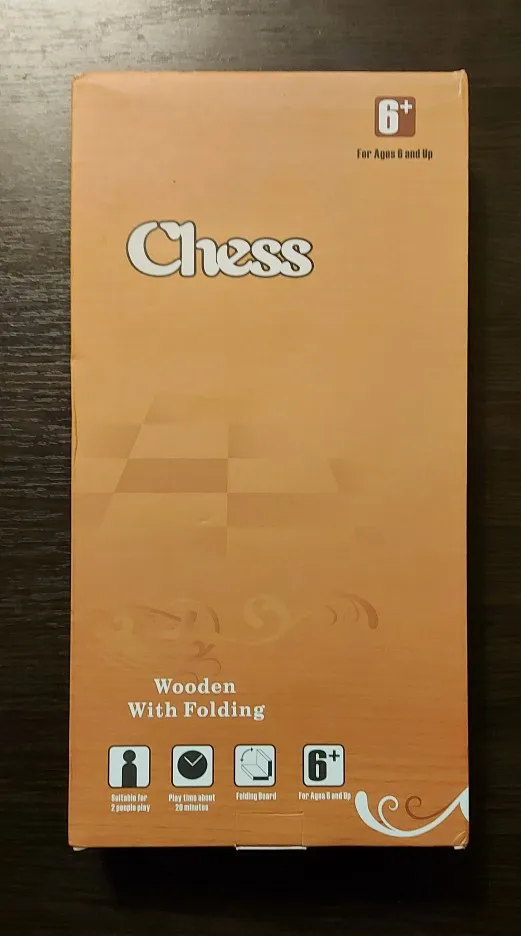 6+
For Ages 6 and Up
Chess
Wooden
With Folding
6+
Suitable for
2 people play
Play time about
20 minutes
Folding Board
For Ages 6 and Up